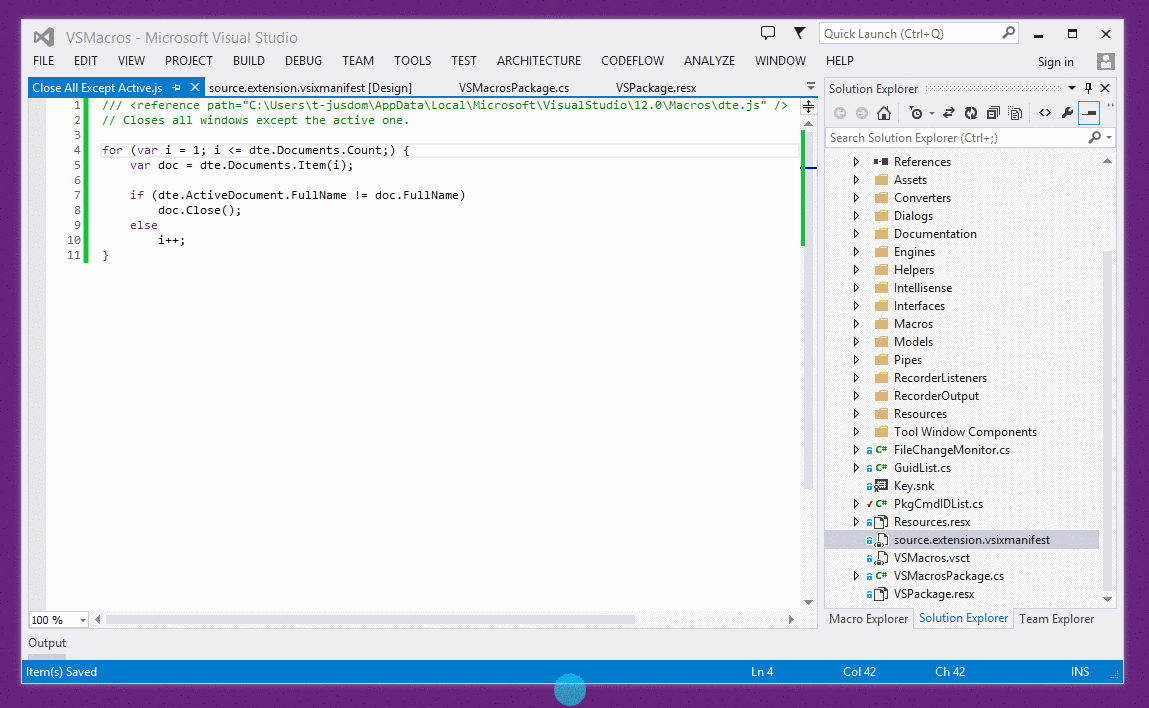 VSMacros - Microsoft Visual Studio
Quick Launch (Ctrl+Q)
FILE EDIT VIEW PROJECT BUILD DEBUG TEAM TOOLS TEST ARCHITECTURE CODEFLOW ANALYZE WINDOW HELP
Sign in
Close All Except Active.js source.extension.vsixmanifest [Design] VSMacrosPackage.cs VSPackage.resx
1 /// <reference path="C:\Users\t-jusdom\AppData\Local\Microsoft\VisualStudio\12.0\Macros\dte.js" />
2 // Closes all windows except the active one.
3
4 for (var i = 1; i <= dte.Documents.Count;) {
5 var doc = dte.Documents.Item(i);
6
7 if (dte.ActiveDocument.FullName != doc.FullName)
8 doc.Close();
9 else
10 i++;
11 }
100 %
Solution Explorer
Search Solution Explorer (Ctrl+;)
References
Assets
Converters
Dialogs
Documentation
Engines
Helpers
Intellisense
Interfaces
Macros
Models
Pipes
RecorderListeners
RecorderOutput
Resources
Tool Window Components
C# FileChangeMonitor.cs
C# GuidList.cs
Key.snk
C# PkgCmdIDList.cs
Resources.resx
source.extension.vsixmanifest
VSMacros.vsct
C# VSMacrosPackage.cs
VSPackage.resx
Macro Explorer Solution Explorer Team Explorer
Output
Item(s) Saved Ln 4 Col 42 Ch 42 INS